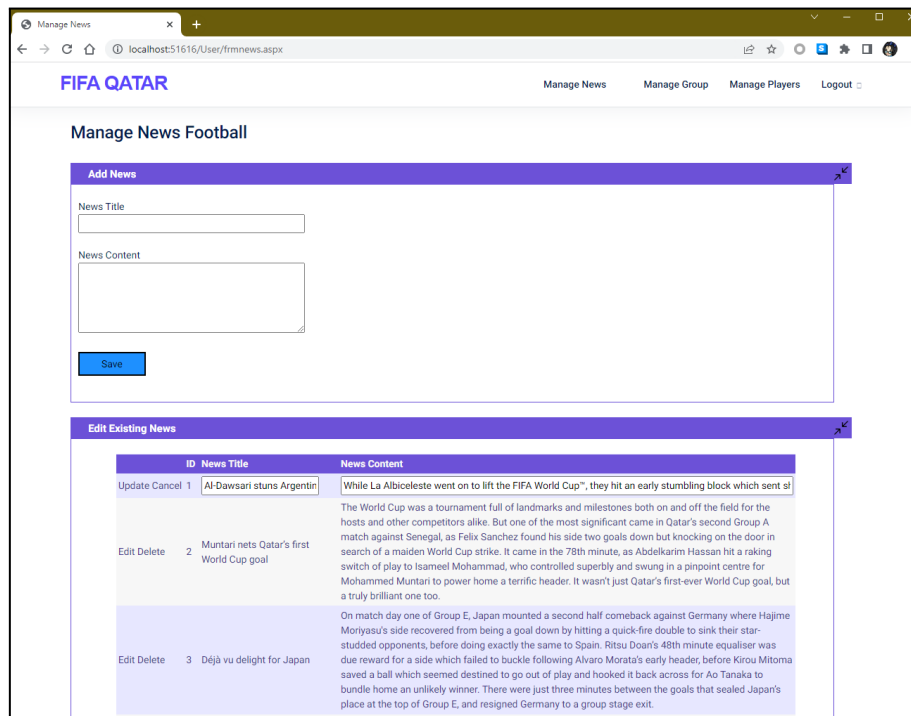 Manage News
localhost:51616/User/frmnews.aspx
FIFA QATAR
Manage News Manage Group Manage Players Logout
Manage News Football
Add News
News Title
News Content
Save
Edit Existing News
ID News Title News Content
Update Cancel 1 Al-Dawsari stuns Argentin While La Albiceleste went on to lift the FIFA World Cup™, they hit an early stumbling block which sent sh
The World Cup was a tournament full of landmarks and milestones both on and off the field for the
hosts and other competitors alike. But one of the most significant came in Qatar's second Group A
match against Senegal, as Felix Sanchez found his side two goals down but knocking on the door in
Edit Delete 2 Muntari nets Qatar's first World Cup goal
search of a maiden World Cup strike. It came in the 78th minute, as Abdelkarim Hassan hit a raking
switch of play to Isameel Mohammad, who controlled superbly and swung in a pinpoint centre for
Mohammed Muntari to power home a terrific header. It wasn't just Qatar's first-ever World Cup goal, but
a truly brilliant one too.
On match day one of Group E, Japan mounted a second half comeback against Germany where Hajime
Moriyasu's side recovered from being a goal down by hitting a quick-fire double to sink their star-
studded opponents, before doing exactly the same to Spain. Ritsu Doan's 48th minute equaliser was
Edit Delete 3 Déjà vu delight for Japan
due reward for a side which failed to buckle following Alvaro Morata's early header, before Kirou Mitoma
saved a ball which seemed destined to go out of play and hooked it back across for Ao Tanaka to
bundle home an unlikely winner. There were just three minutes between the goals that sealed Japan's
place at the top of Group E, and resigned Germany to a group stage exit.